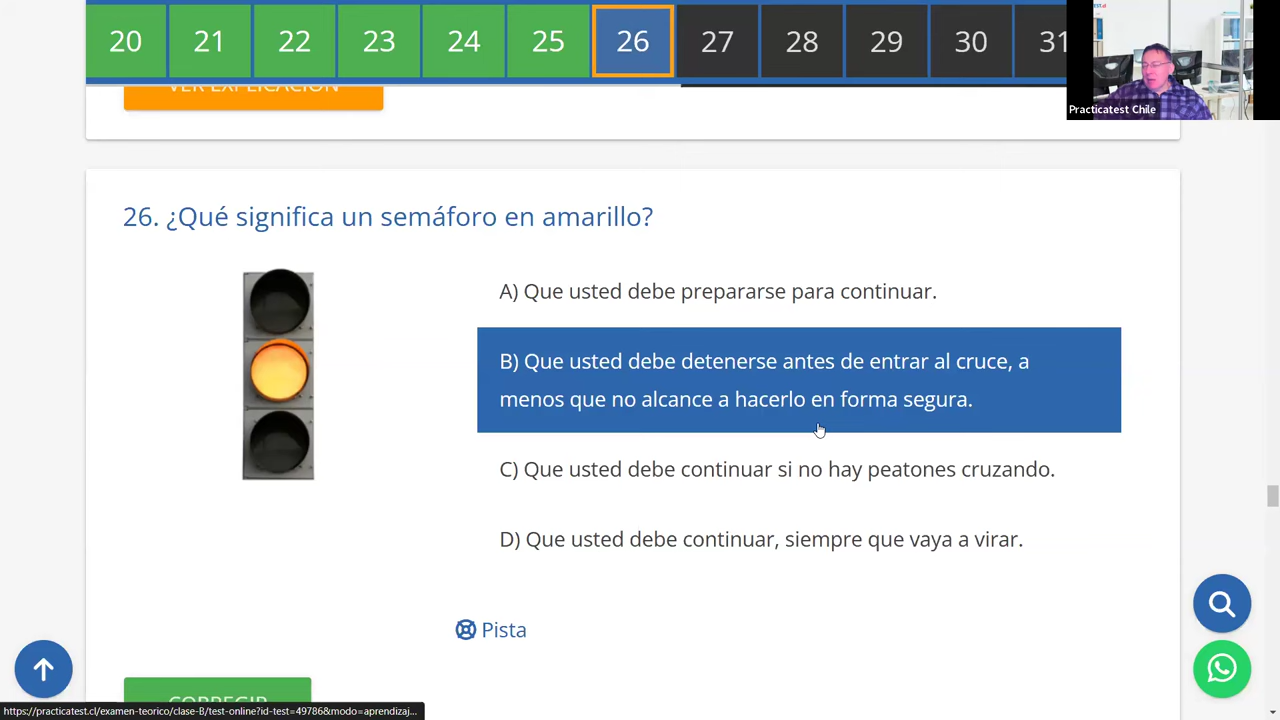 20 21 22 23 24 25 26 27 28 29 30 31
VER EXPLICACIÓN
Practicatest Chile
26. ¿Qué significa un semáforo en amarillo?
A) Que usted debe prepararse para continuar.
B) Que usted debe detenerse antes de entrar al cruce, a
menos que no alcance a hacerlo en forma segura.
C) Que usted debe continuar si no hay peatones cruzando.
D) Que usted debe continuar, siempre que vaya a virar.
Pista
CORREGIR
https://practicatest.cl/examen-teorico/clase-B/test-online?id-test=49786&modo=aprendizaj...